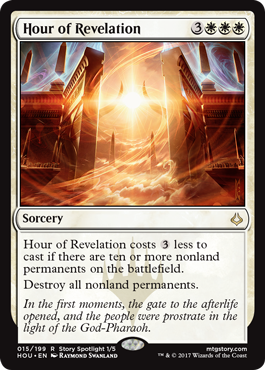 Hour of Revelation 3
Sorcery
Hour of Revelation costs 3 less to
cast if there are ten or more nonland
permanents on the battlefield.
Destroy all nonland permanents.
In the first moments, the gate to the afterlife
opened, and the people were prostrate in the
light of the God-Pharaoh.
015/199 R Story Spotlight 1/5 mtgstory.com
HOU • EN RAYMOND SWANLAND ™ & © 2017 Wizards of the Coast